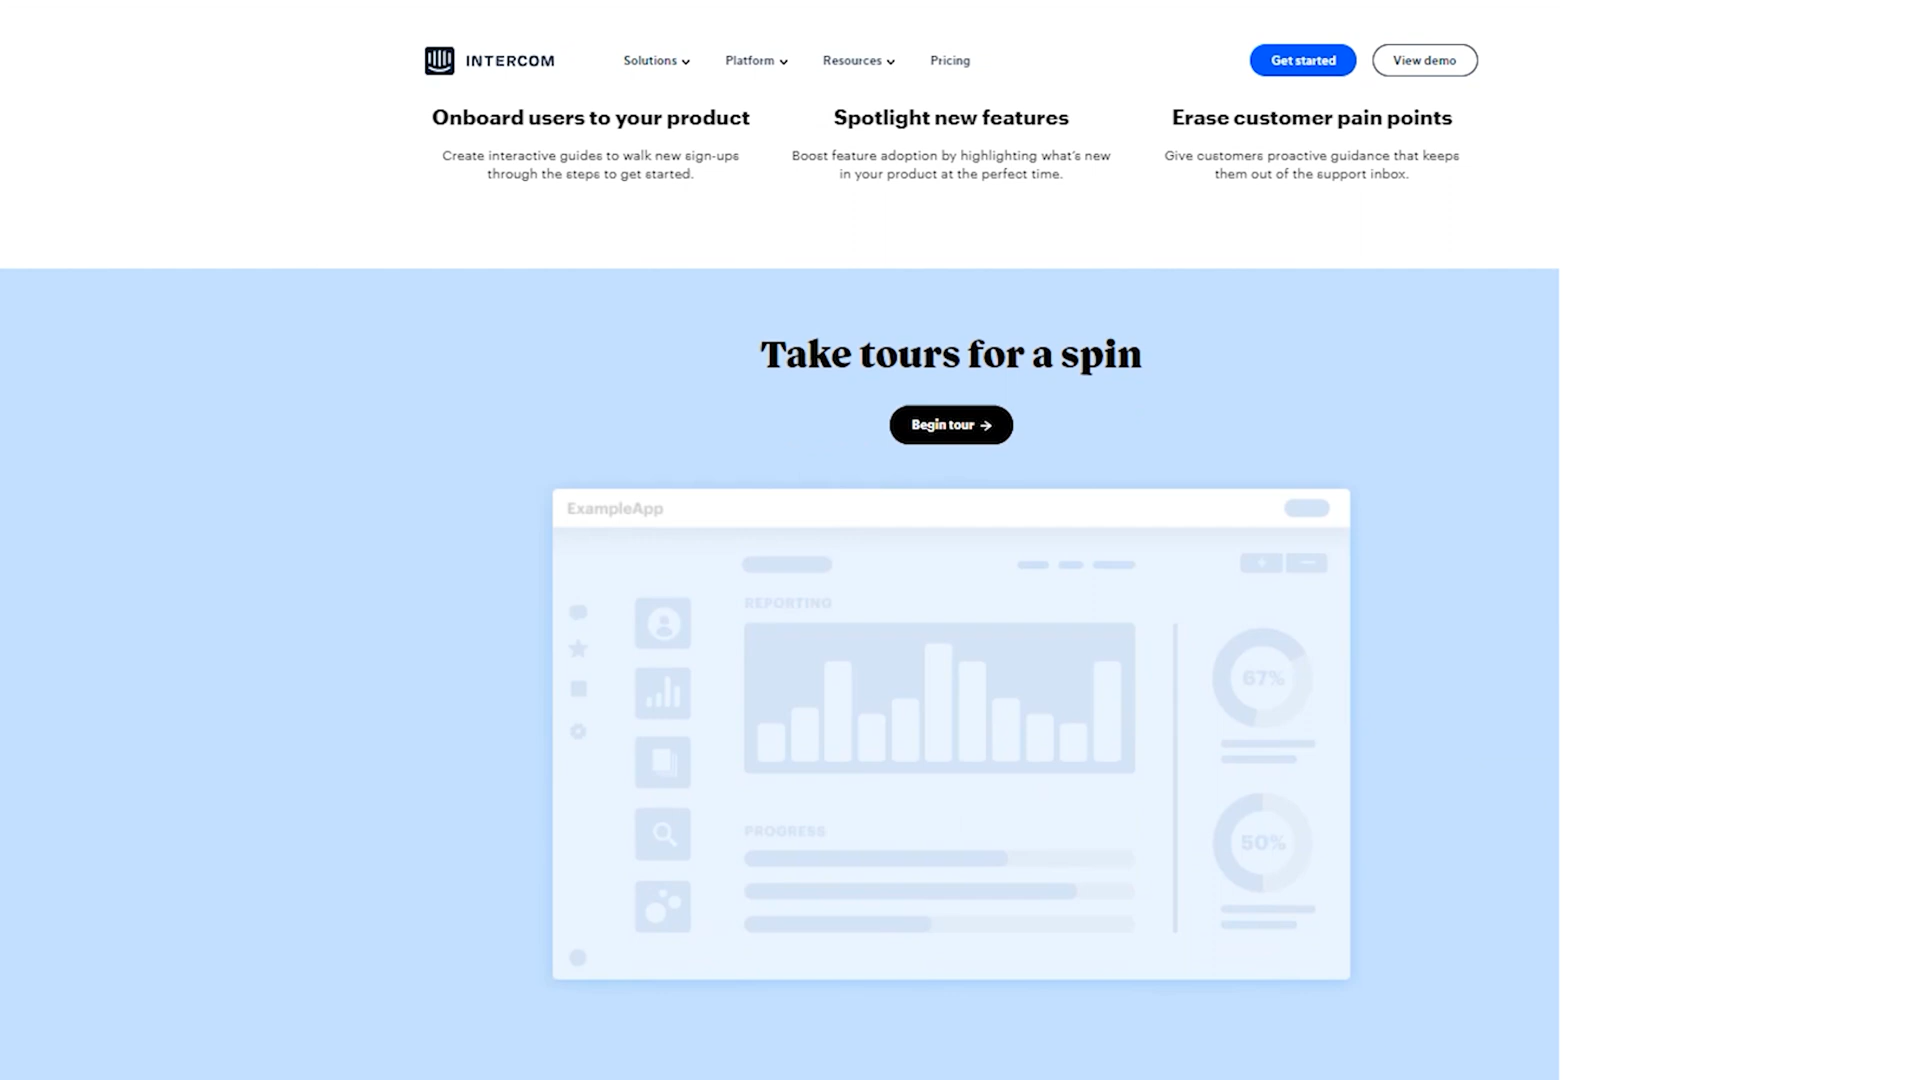 INTERCOM
Solutions
Platform
Resources
Pricing
Get started
View demo
Onboard users to your product
Create interactive guides to walk new sign-ups
through the steps to get started.
Spotlight new features
Boost feature adoption by highlighting what's new
in your product at the perfect time.
Erase customer pain points
Give customers proactive guidance that keeps
them out of the support inbox.
Take tours for a spin
Begin tour →
ExampleApp
REPORTING
67%
PROGRESS
50%